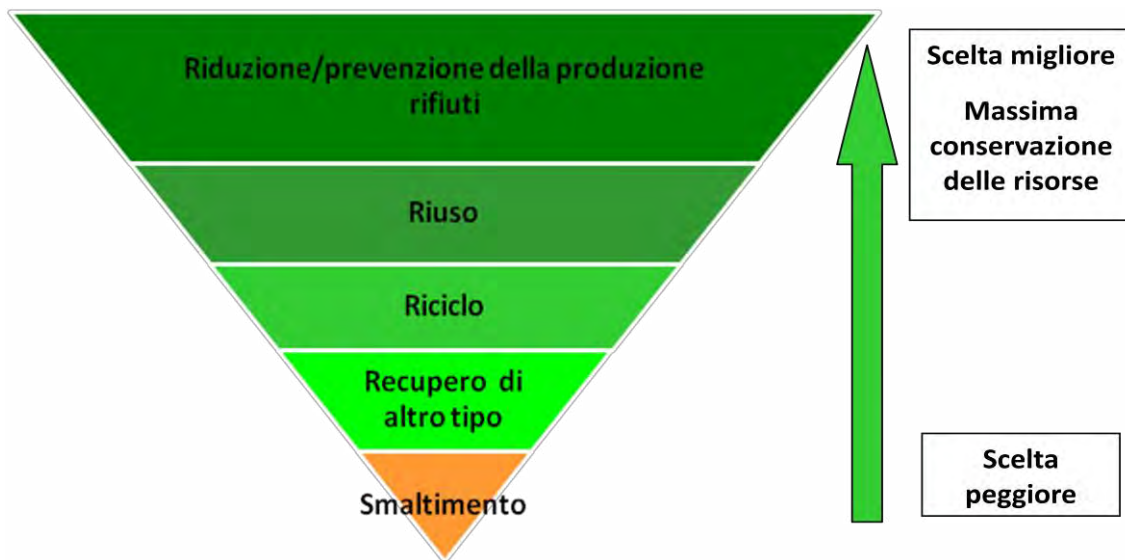 Riduzione/prevenzione della produzione
rifiuti
Riuso
Riciclo
Recupero di
altro tipo
Smaltimento
Scelta migliore
Massima
conservazione
delle risorse
Scelta
peggiore